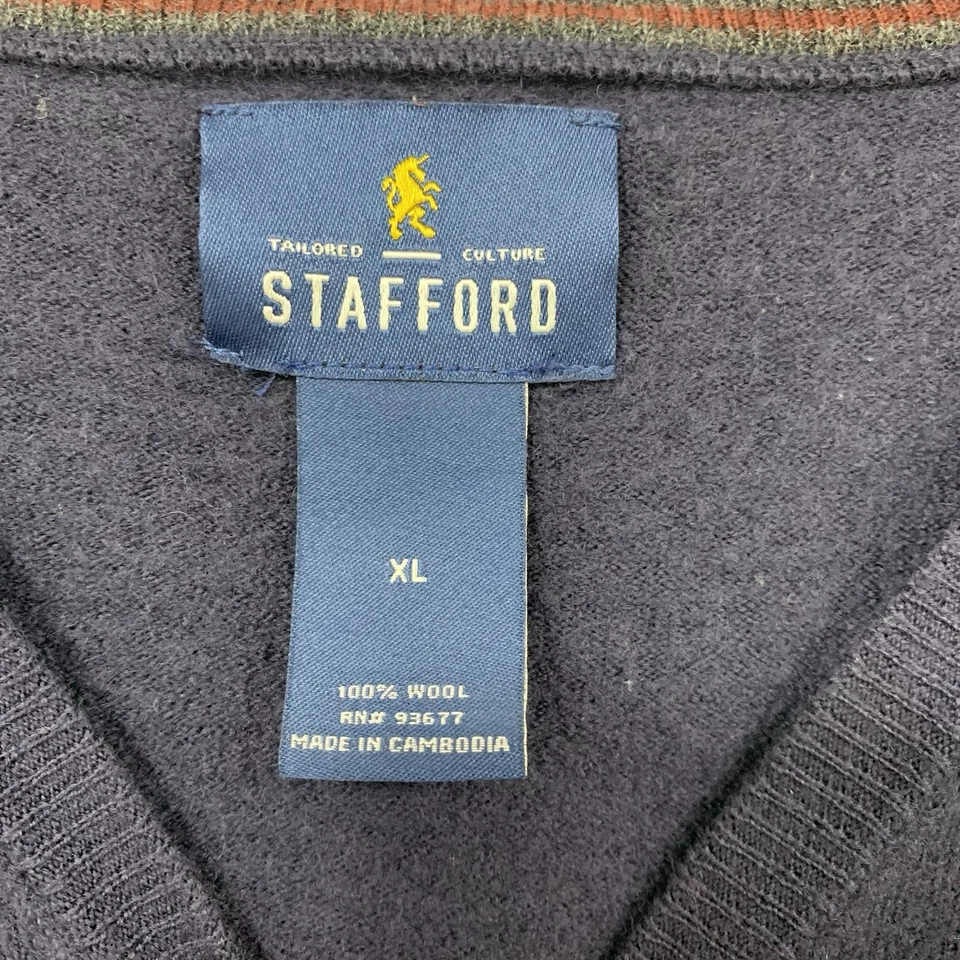 TAILORED CULTURE
STAFFORD
XL
100% WOOL
RN# 93677
MADE IN CAMBODIA